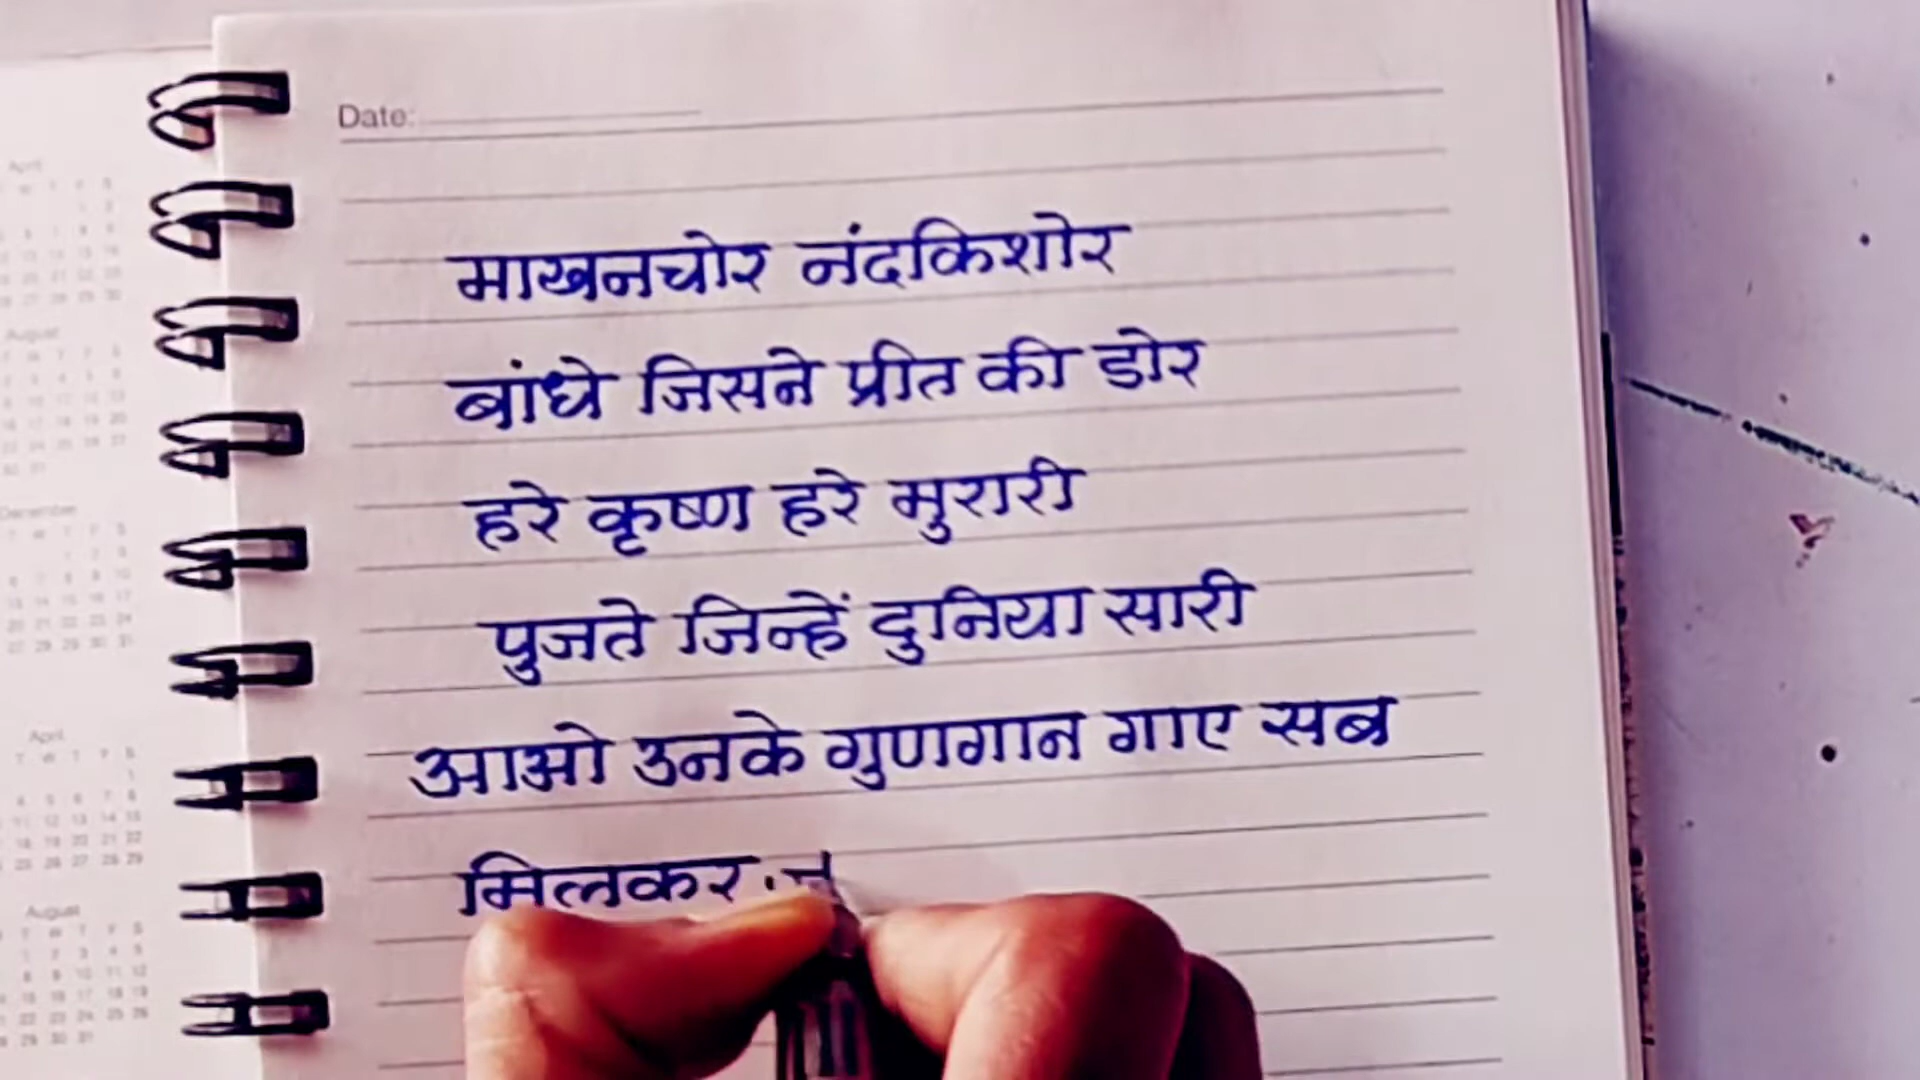 Date:
माखनचोर नंदकिशोर
बांधे जिसने प्रीत की डोर
हरे कृष्ण हरे मुरारी
पुजते जिन्हें दुनिया सारी
आओ उनके गुणगान गाए सब
मिलकर